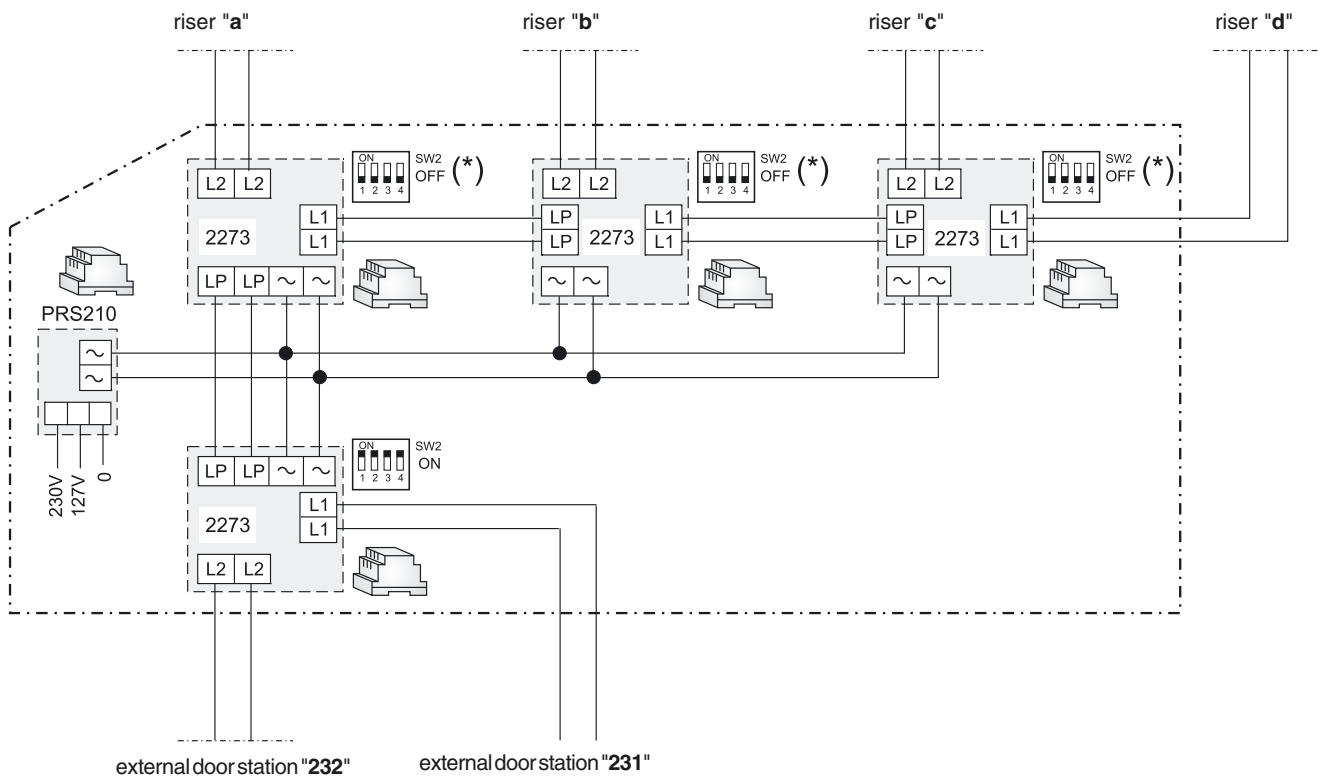 riser "a" riser "b" riser "c" riser "d"
ON SW2 OFF (*) 1 2 3 4
ON SW2 OFF (*) 1 2 3 4
ON SW2 OFF (*) 1 2 3 4
L2 L2
L2 L2
L2 L2
L1 LP L1 LP L1
2273 2273 2273
L1 LP L1 LP L1
LP LP ~ ~
~ ~
~ ~
PRS210
~
~
230V
127V
0
ON SW2
ON
1 2 3 4
LP LP ~ ~
L1
2273
L1
L2 L2
external door station "232" external door station "231"